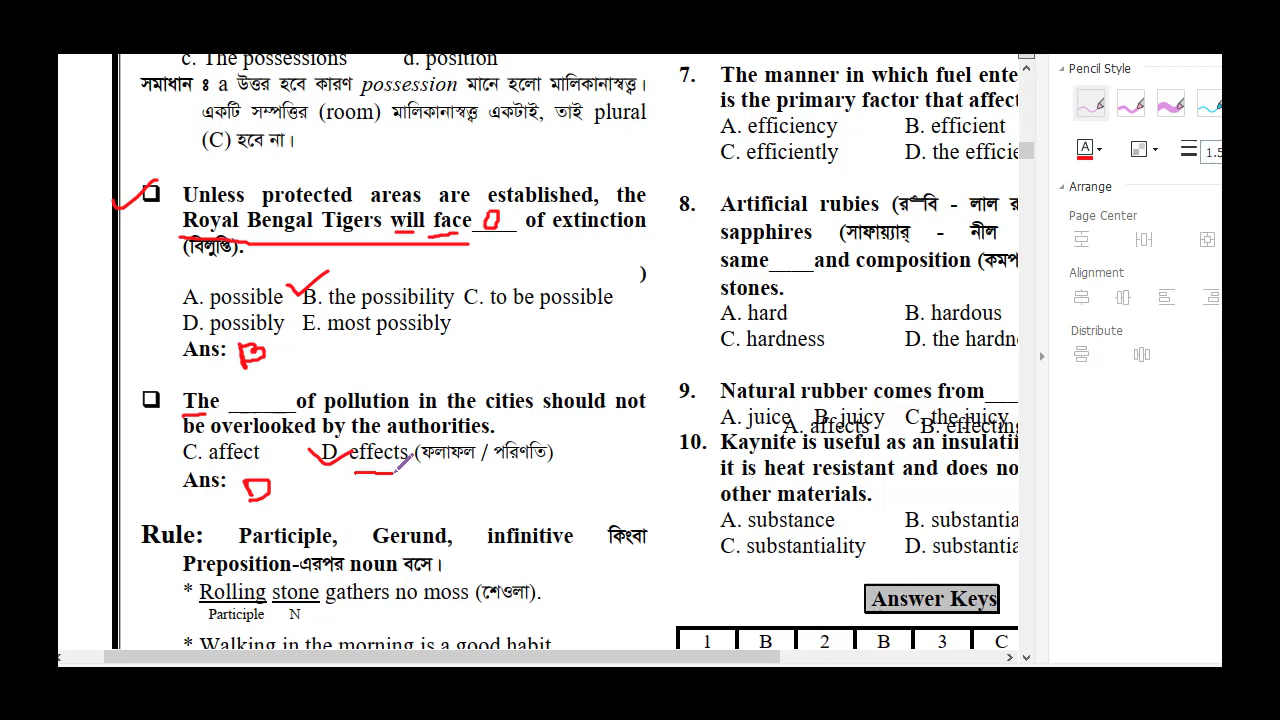 c. The possessions d. position
সমাধান ঃ a উত্তর হবে কারণ possession মানে হলো মালিকানাস্বত্ত্ব।
একটি সম্পত্তির (room) মালিকানাস্বত্ত্ব একটাই, তাই plural
(C) হবে না।
Unless protected areas are established, the
Royal Bengal Tigers will face____ of extinction
(বিলুপ্তি).
)
A. possible B. the possibility C. to be possible
D. possibly E. most possibly
Ans: B
The ______of pollution in the cities should not
be overlooked by the authorities.
C. affect D effects (ফলাফল / পরিণতি)
Ans: D
Rule: Participle, Gerund, infinitive কিংবা
Preposition-এরপর noun বসে।
* Rolling stone gathers no moss (শেওলা).
Participle N
* Walking in the morning is a good habit
7. The manner in which fuel ente
is the primary factor that affect
A. efficiency B. efficient
C. efficiently D. the efficie
8. Artificial rubies (রুবি - লাল র
sapphires (সাফায়্যার্ - নীল
same____and composition (কমপ
stones.
A. hard B. hardous
C. hardness D. the hardn
9. Natural rubber comes from___
A. juice B. juicy C. the juicy
A. affects B. effecting
10. Kaynite is useful as an insulati
it is heat resistant and does no
other materials.
A. substance B. substantia
C. substantiality D. substantia
Answer Keys
1 B 2 B 3 C
Pencil Style
A
1.5
Arrange
Page Center
Alignment
Distribute